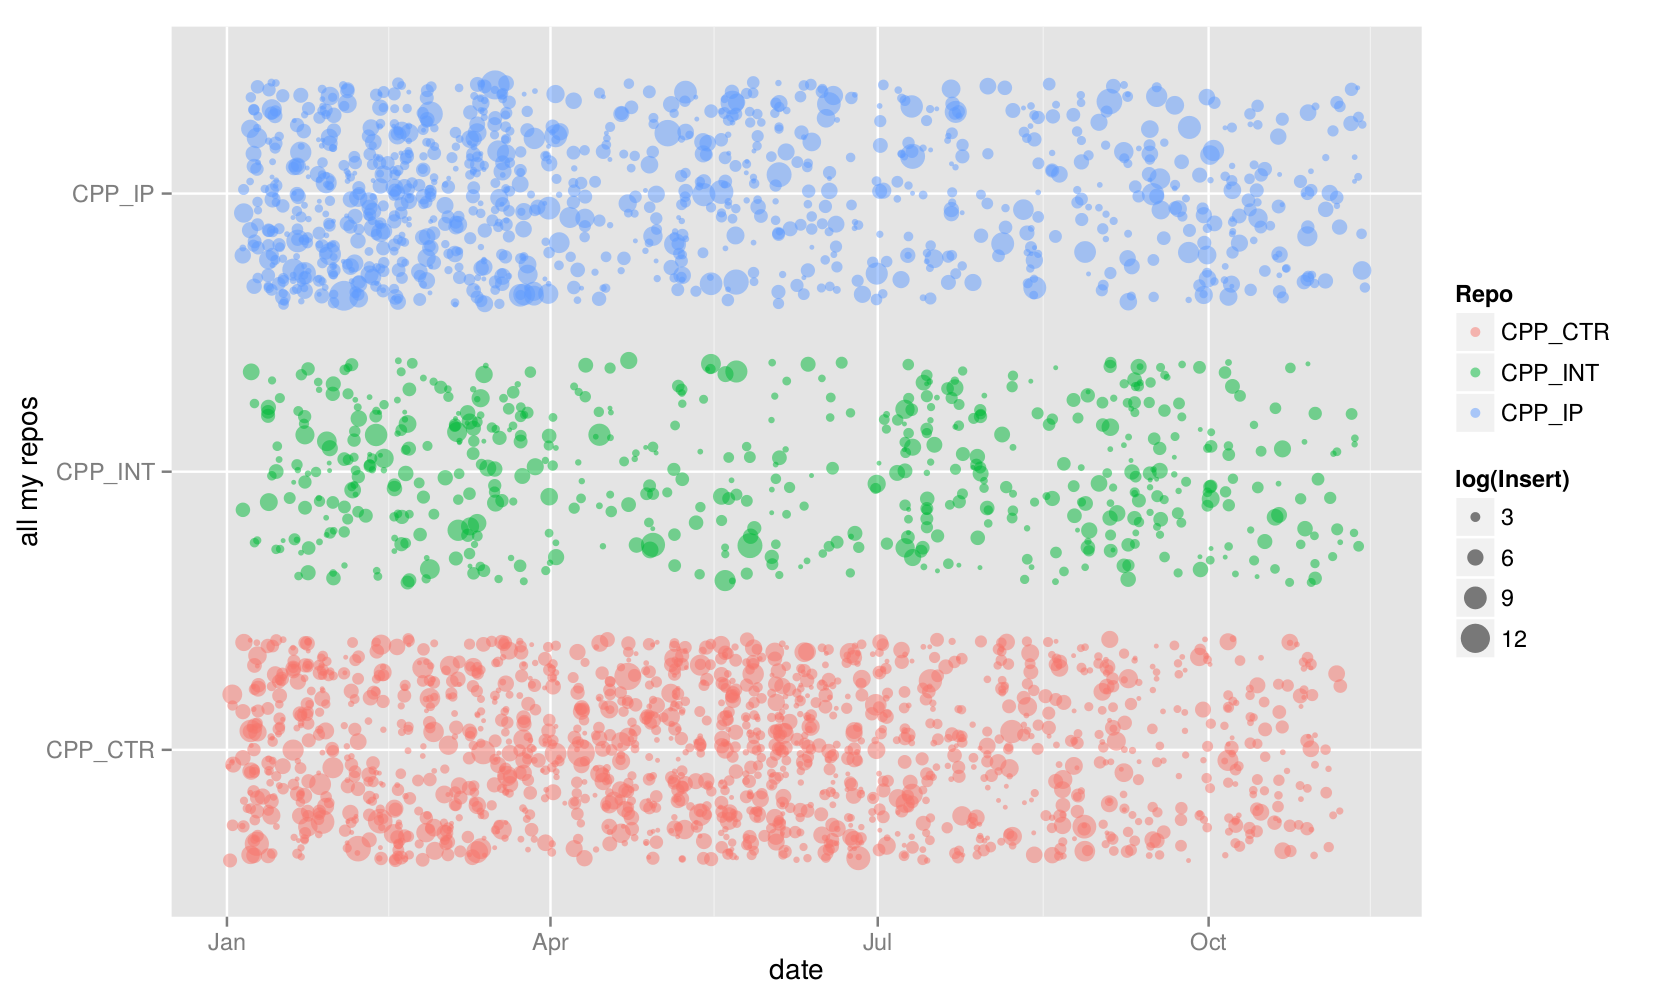 all my repos
CPP_IP
CPP_INT
CPP_CTR
Jan
Apr
Jul
Oct
date
Repo
CPP_CTR
CPP_INT
CPP_IP
log(Insert)
3
6
9
12